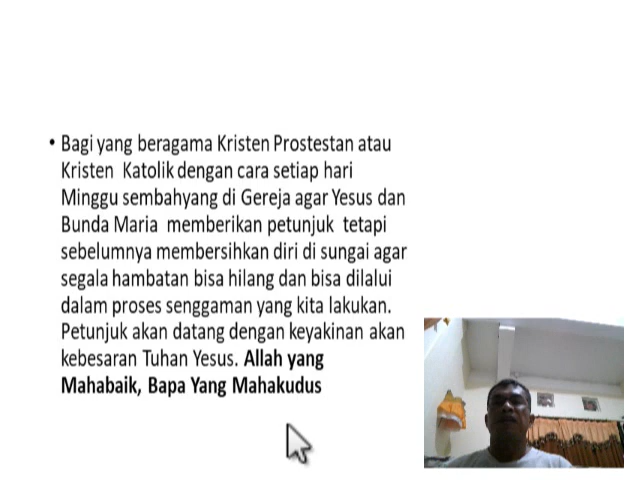 • Bagi yang beragama Kristen Prostestan atau
Kristen Katolik dengan cara setiap hari
Minggu sembahyang di Gereja agar Yesus dan
Bunda Maria memberikan petunjuk tetapi
sebelumnya membersihkan diri di sungai agar
segala hambatan bisa hilang dan bisa dilalui
dalam proses senggaman yang kita lakukan.
Petunjuk akan datang dengan keyakinan akan
kebesaran Tuhan Yesus. Allah yang
Mahabaik, Bapa Yang Mahakudus